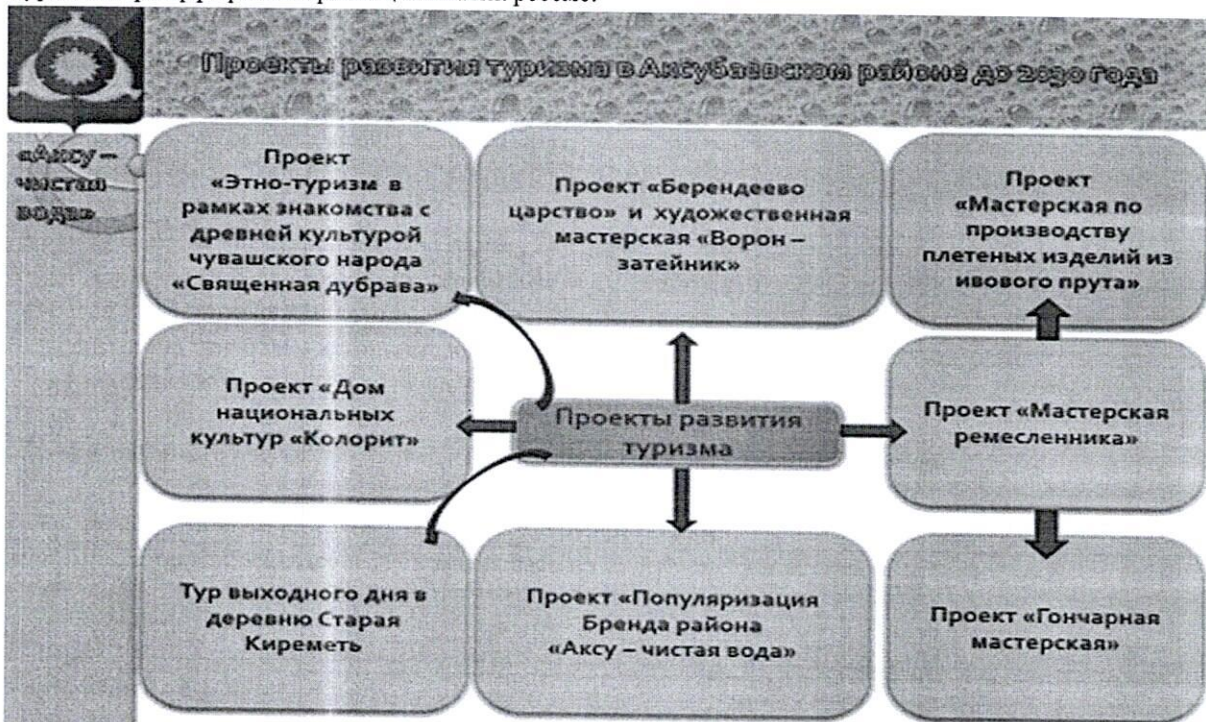 Проекты развития туризма в Аксубаевском районе до 2030 года
«Аксу –
чистая
вода»
Проект
«Этно-туризм в
рамках знакомства с
древней культурой
чувашского народа
«Священная дубрава»
Проект «Берендеево
царство» и художественная
мастерская «Ворон –
затейник»
Проект
«Мастерская по
производству
плетеных изделий из
ивового прута»
Проект «Дом
национальных
культур «Колорит»
Проекты развития
туризма
Проект «Мастерская
ремесленника»
Тур выходного дня в
деревню Старая
Киреметь
Проект «Популяризация
Бренда района
«Аксу – чистая вода»
Проект «Гончарная
мастерская»